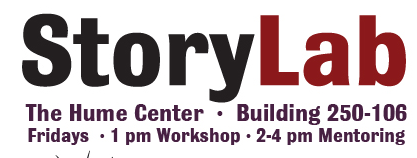 StoryLab
The Hume Center · Building 250-106
Fridays · 1 pm Workshop · 2-4 pm Mentoring